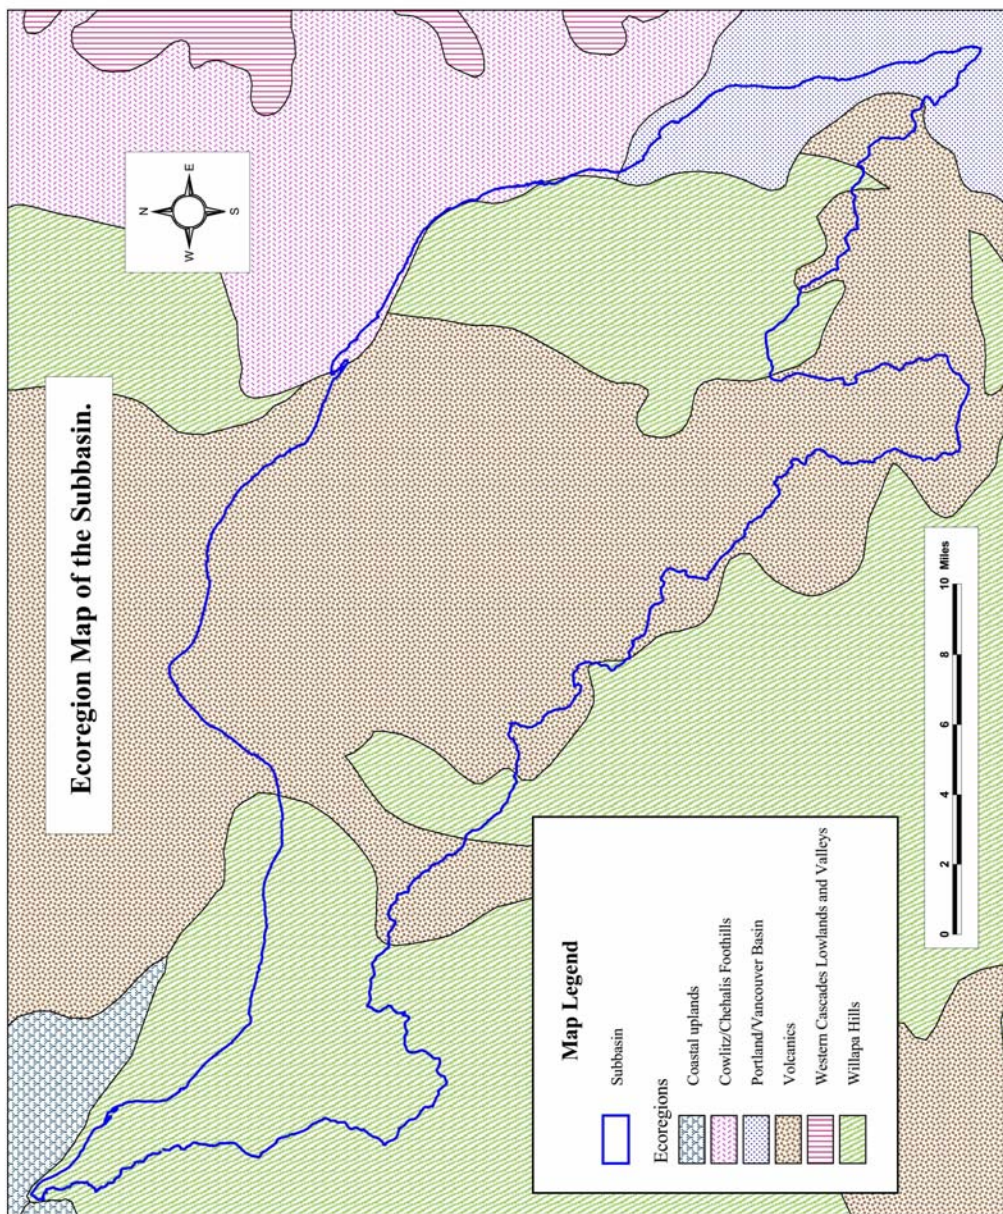 Ecoregion Map of the Subbasin.
N
W
E
S
Map Legend
Subbasin
Ecoregions
Coastal uplands
Cowlitz/Chehalis Foothills
Portland/Vancouver Basin
Volcanics
Western Cascades Lowlands and Valleys
Willapa Hills
0 2 4 6 8 10
Miles